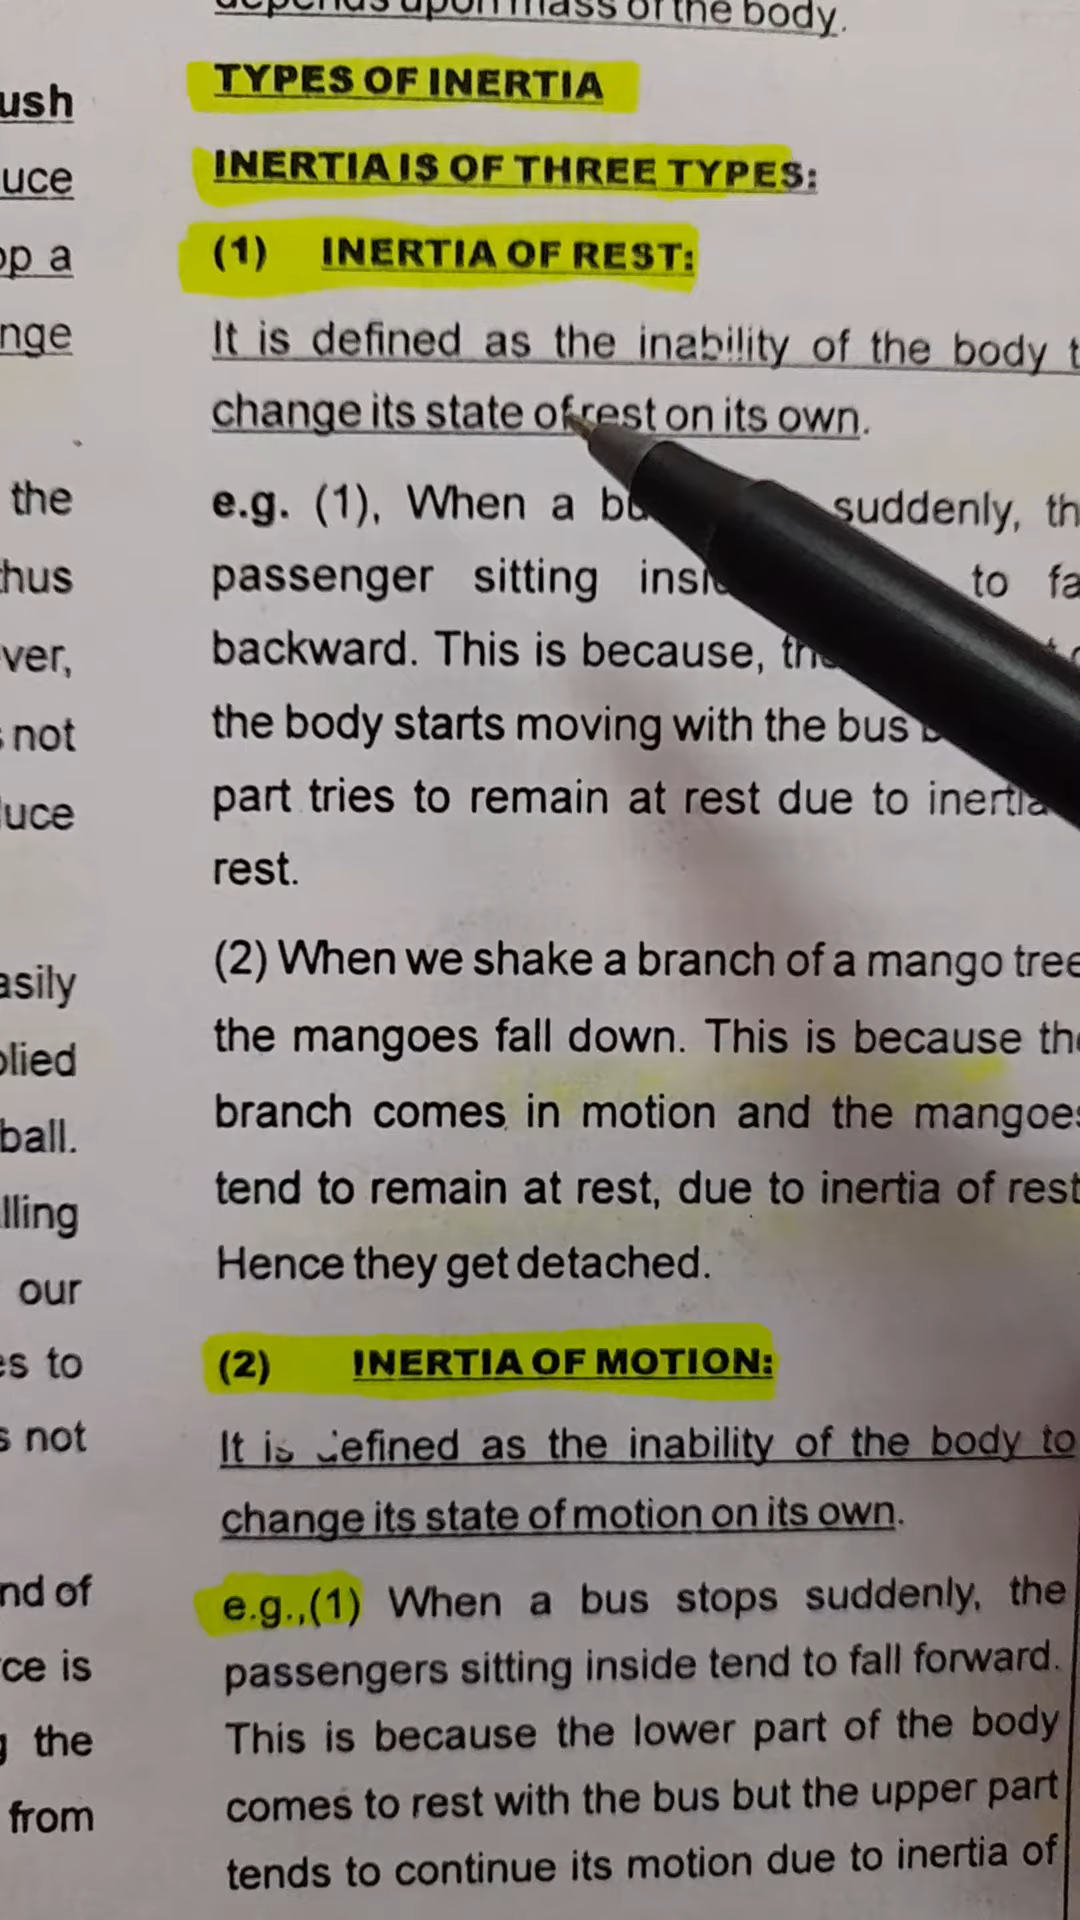 ush
uce
op a
nge
the
thus
ver,
not
duce
asily
plied
ball.
lling
our
es to
s not
nd of
ce is
g the
from
depends upon mass of the body.
TYPES OF INERTIA
INERTIA IS OF THREE TYPES:
(1) INERTIA OF REST:
It is defined as the inability of the body t
change its state of rest on its own.
e.g. (1), When a suddenly, th
passenger sitting to fa
backward. This is because,
the body starts moving with the bus
part tries to remain at rest due to inertia
rest.
(2) When we shake a branch of a mango tree
the mangoes fall down. This is because the
branch comes in motion and the mangoes
tend to remain at rest, due to inertia of rest
Hence they get detached.
(2) INERTIA OF MOTION:
It is defined as the inability of the body to
change its state of motion on its own.
e.g.,(1) When a bus stops suddenly, the
passengers sitting inside tend to fall forward.
This is because the lower part of the body
comes to rest with the bus but the upper part
tends to continue its motion due to inertia of